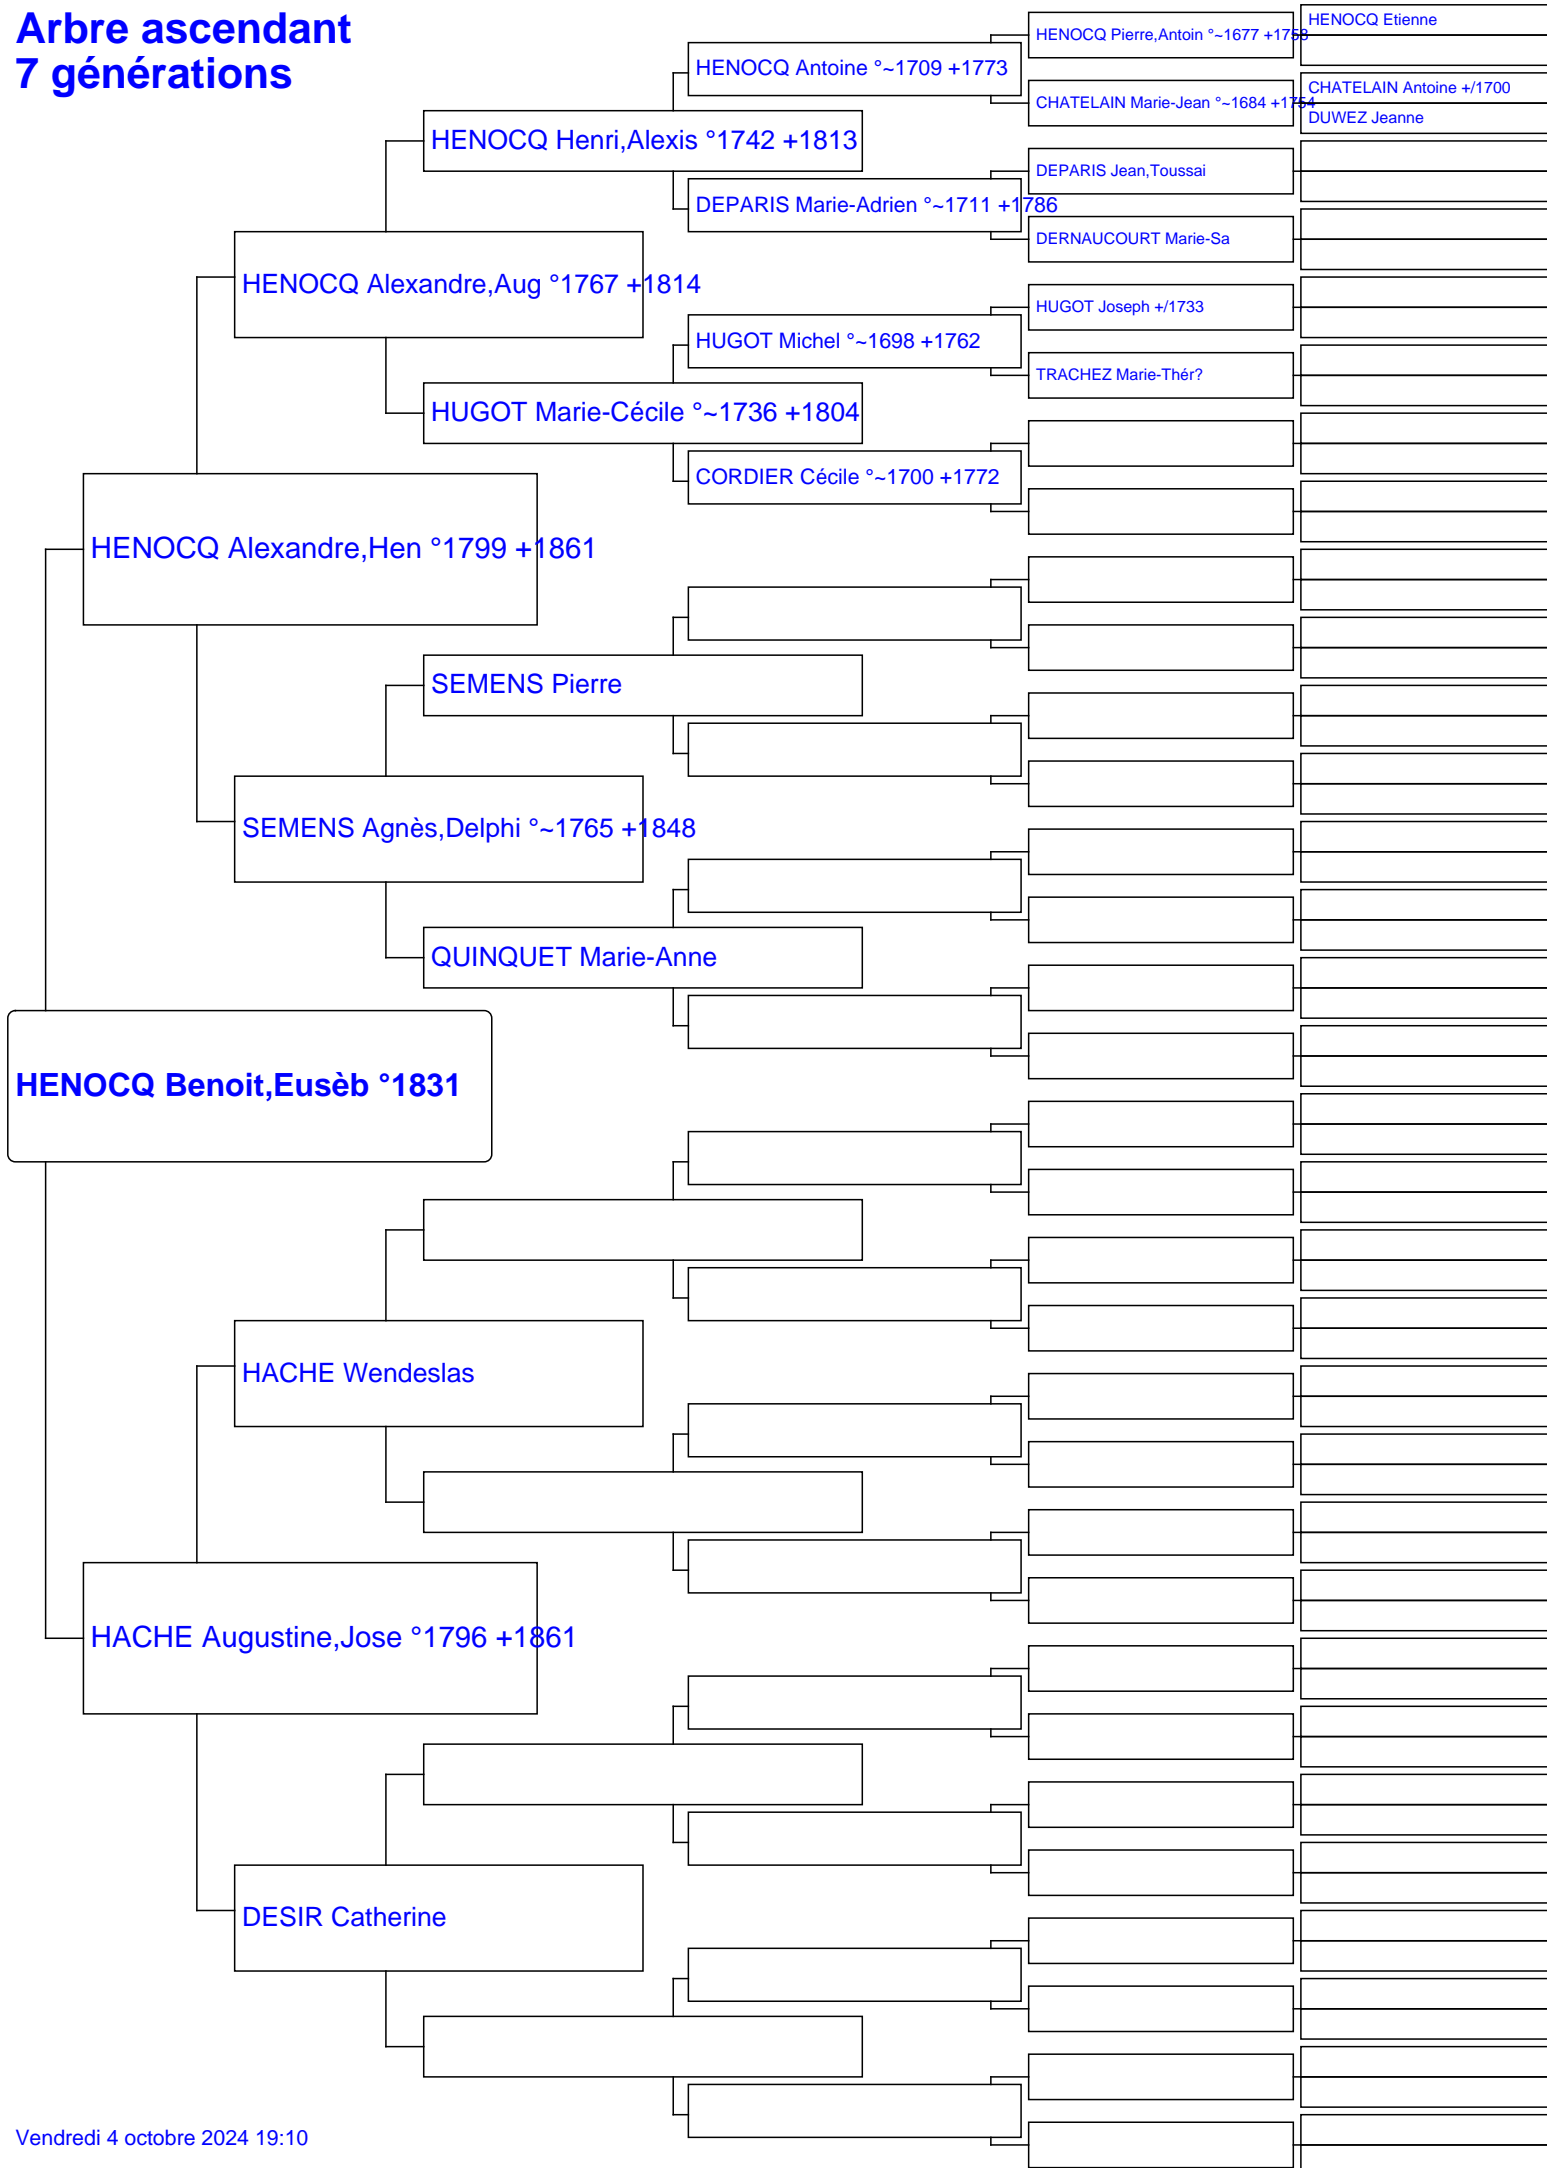 Arbre ascendant
7 générations
HENOCQ Etienne
HENOCQ Pierre,Antoin °~1677 +1758
HENOCQ Antoine °~1709 +1773
CHATELAIN Antoine +/1700
CHATELAIN Marie-Jean °~1684 +1754
DUWEZ Jeanne
HENOCQ Henri,Alexis °1742 +1813
DEPARIS Jean,Toussai
DEPARIS Marie-Adrien °~1711 +1786
DERNAUCOURT Marie-Sa
HENOCQ Alexandre,Aug °1767 +1814
HUGOT Joseph +/1733
HUGOT Michel °~1698 +1762
TRACHEZ Marie-Thér?
HUGOT Marie-Cécile °~1736 +1804
CORDIER Cécile °~1700 +1772
HENOCQ Alexandre,Hen °1799 +1861
SEMENS Pierre
SEMENS Agnès,Delphi °~1765 +1848
QUINQUET Marie-Anne
HENOCQ Benoit,Eusèb °1831
HACHE Wendeslas
HACHE Augustine,Jose °1796 +1861
DESIR Catherine
Vendredi 4 octobre 2024 19:10